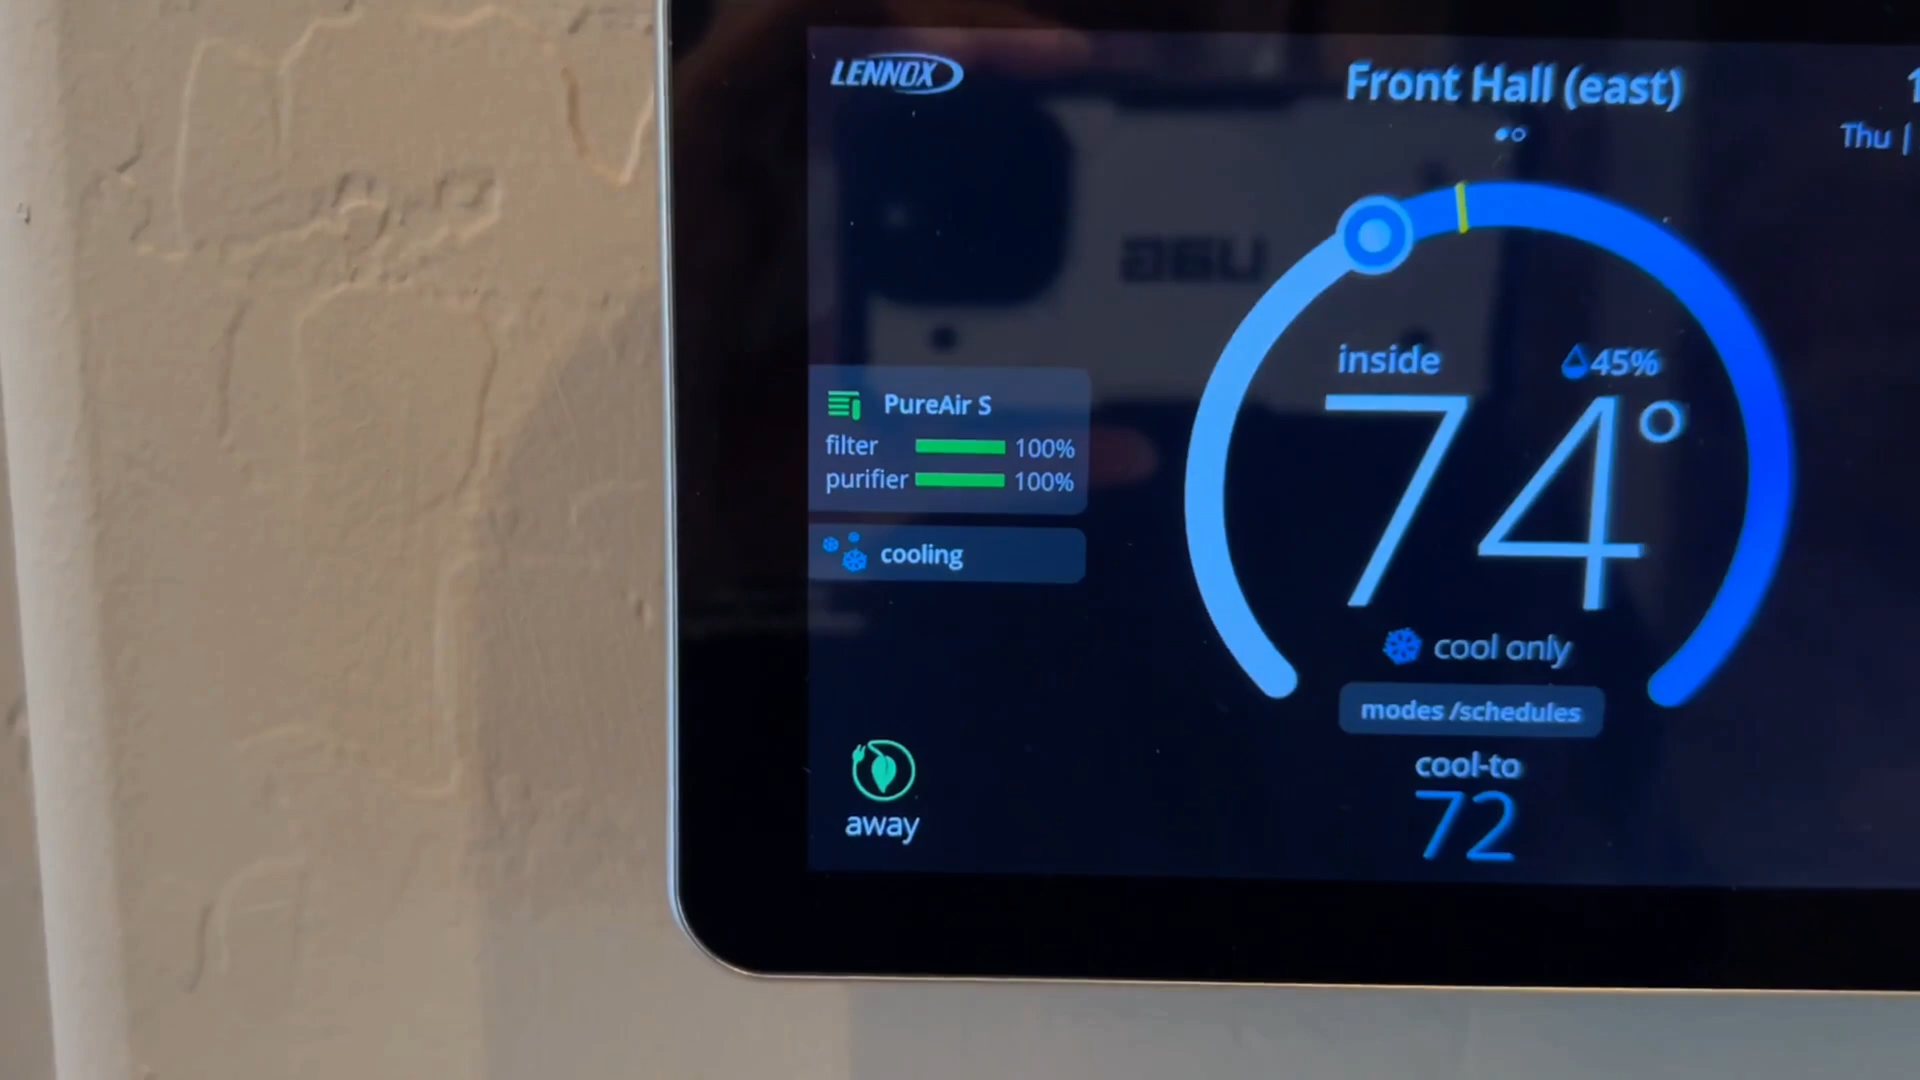 LENNOX
Front Hall (east)
Thu |
inside
45%
74°
PureAir S
filter 100%
purifier 100%
cooling
cool only
modes /schedules
cool-to
72
away